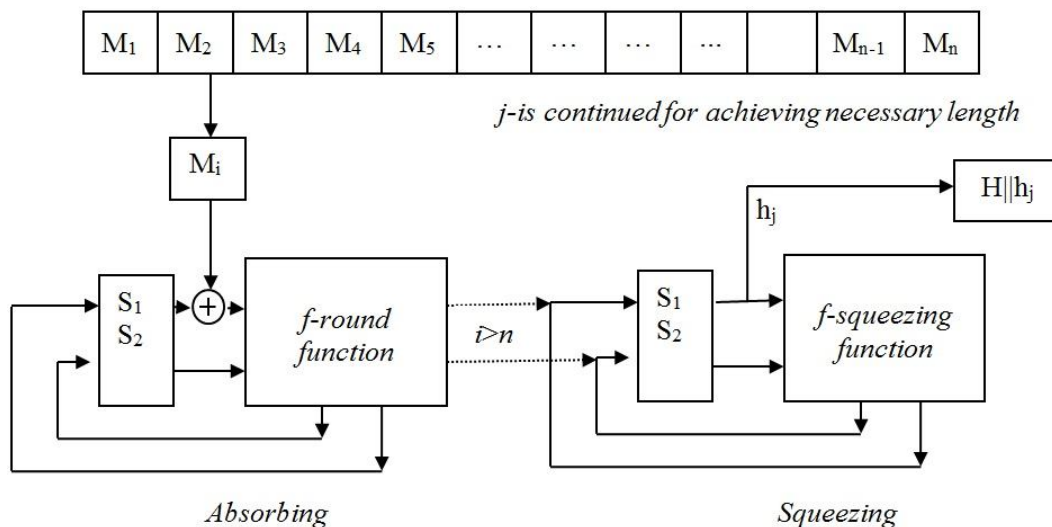 M₁ M₂ M₃ M₄ M₅ ... ... ... ... Mₙ₋₁ Mₙ
j-is continued for achieving necessary length
Mᵢ
H||hⱼ
hⱼ
S₁
S₂
+
f-round
function
i>n
S₁
S₂
f-squeezing
function
Absorbing
Squeezing